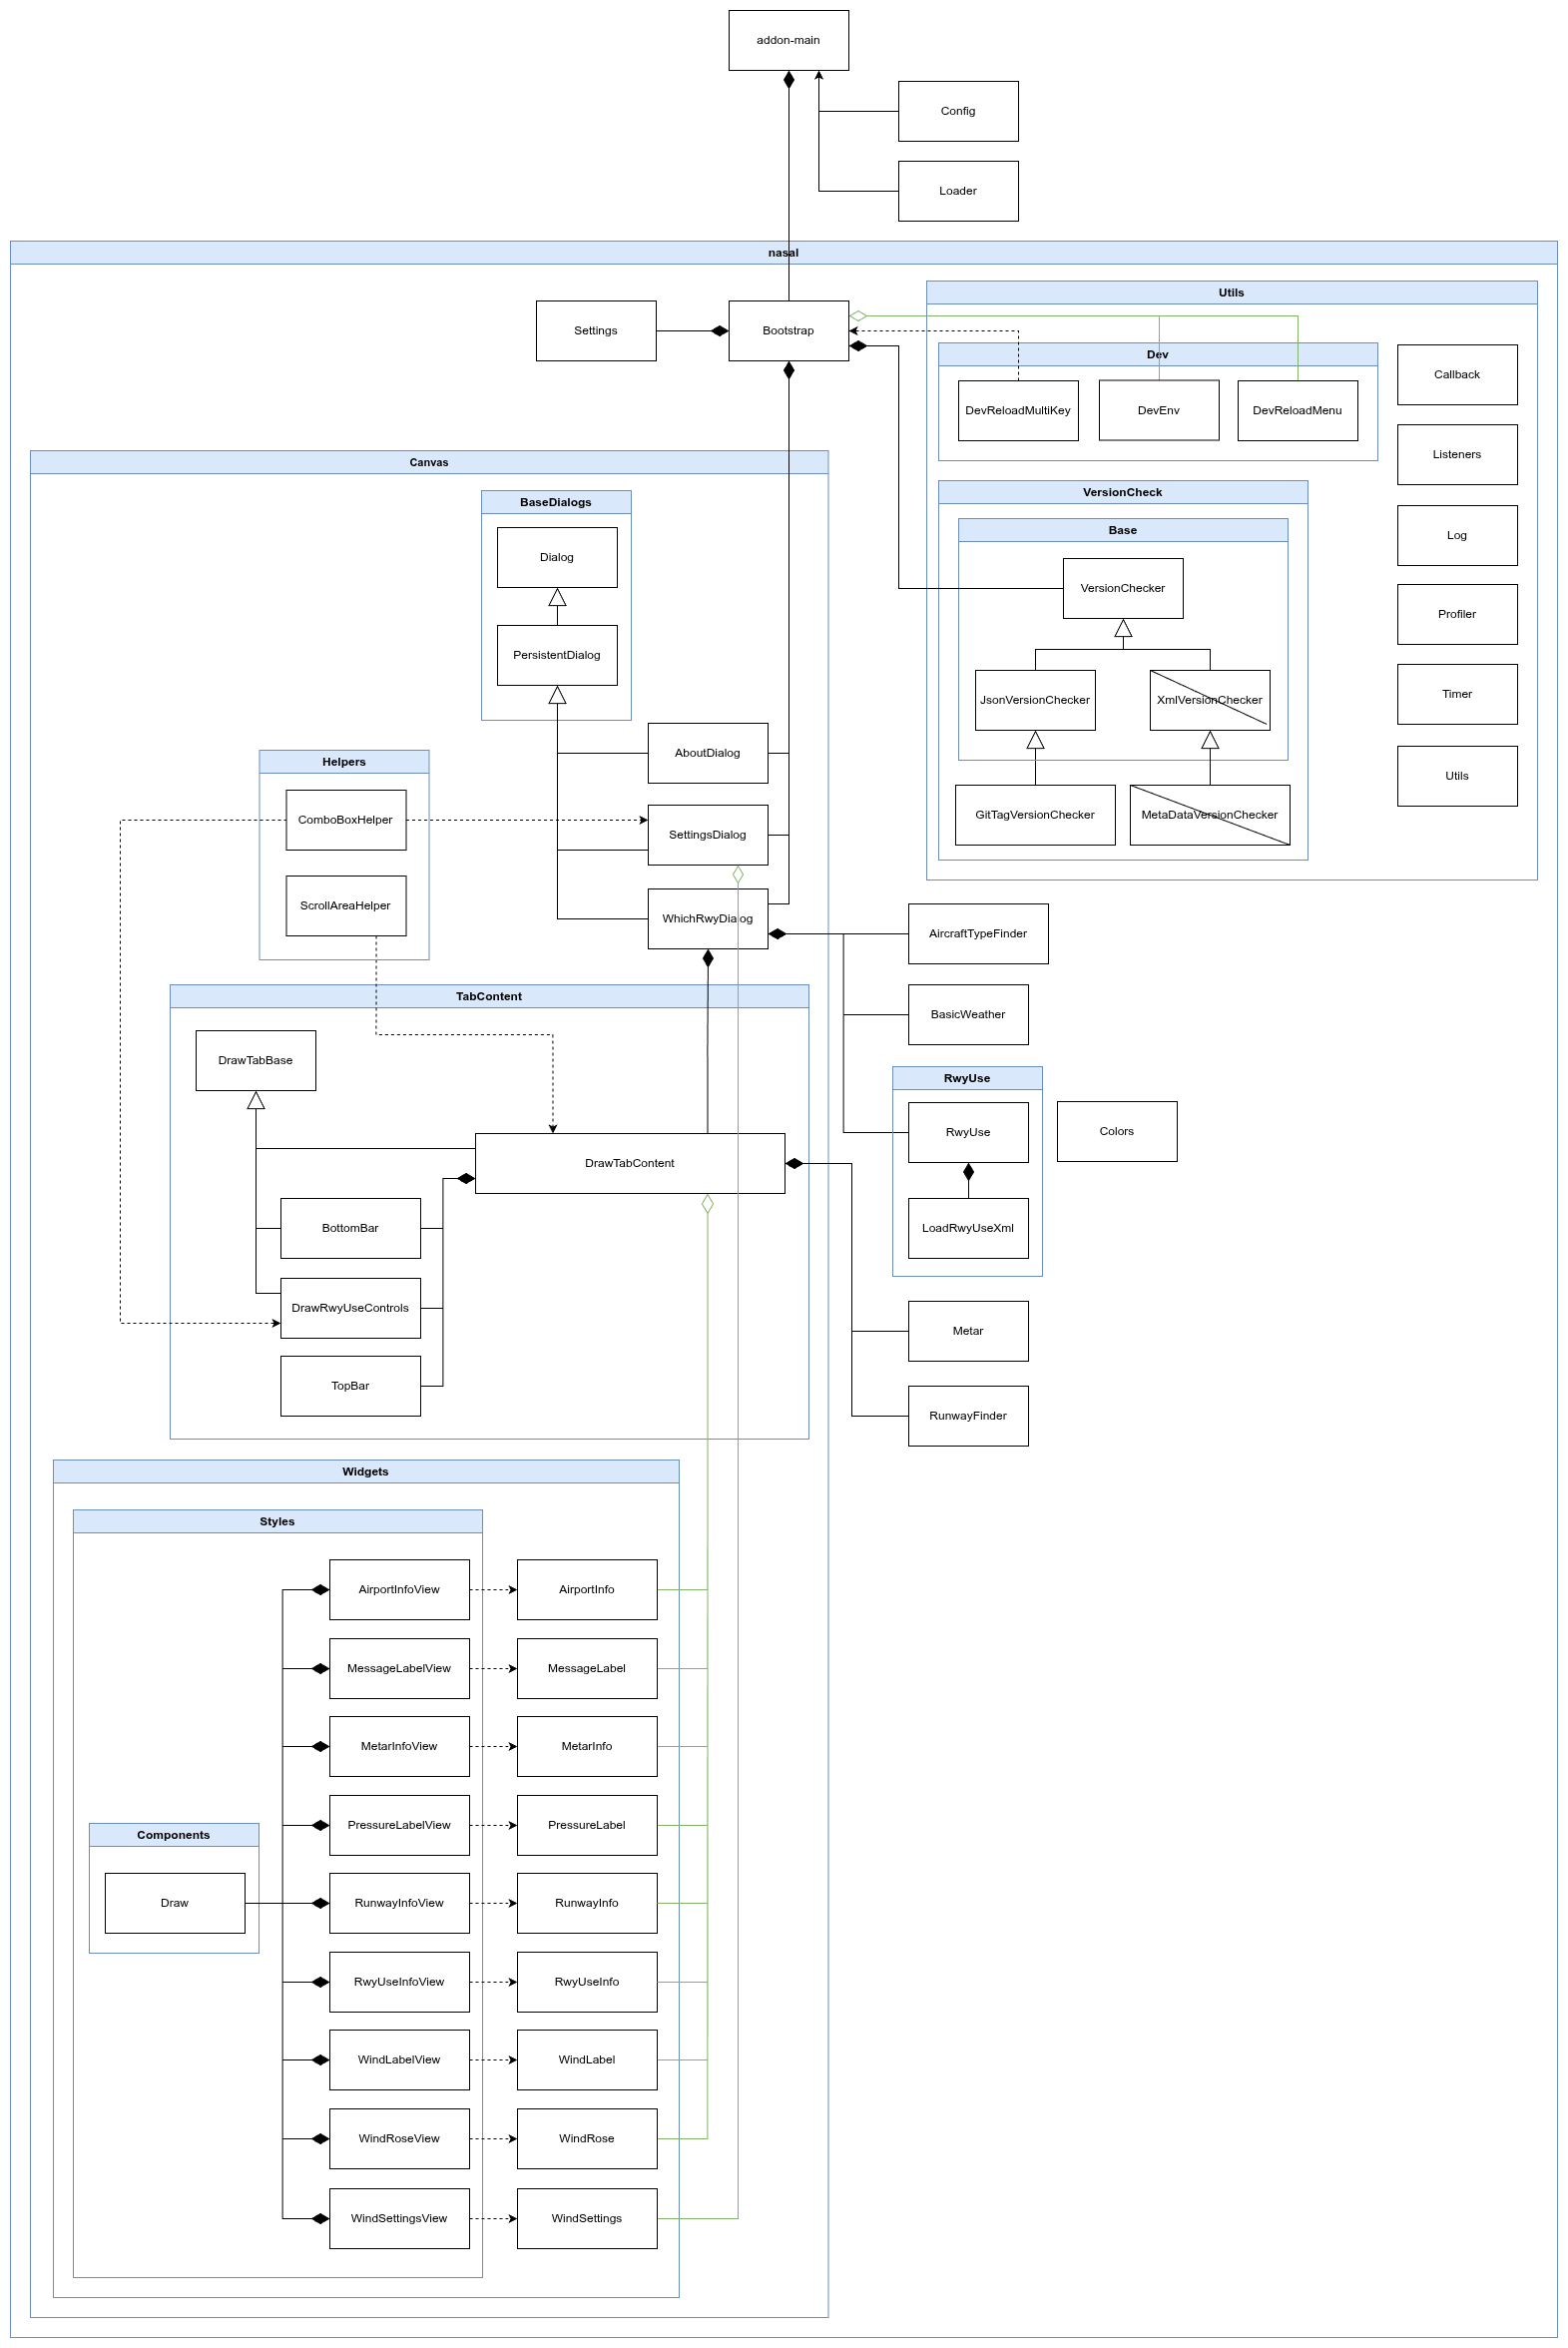 addon-main
Config
Loader
nasal
Settings
Bootstrap
Utils
Dev
DevReloadMultiKey
DevEnv
DevReloadMenu
Callback
Listeners
Log
Profiler
Timer
Utils
VersionCheck
Base
VersionChecker
JsonVersionChecker
XmlVersionChecker
GitTagVersionChecker
MetaDataVersionChecker
Canvas
BaseDialogs
Dialog
PersistentDialog
AboutDialog
SettingsDialog
WhichRwyDialog
Helpers
ComboBoxHelper
ScrollAreaHelper
AircraftTypeFinder
BasicWeather
RwyUse
RwyUse
LoadRwyUseXml
Colors
Metar
RunwayFinder
TabContent
DrawTabBase
DrawTabContent
BottomBar
DrawRwyUseControls
TopBar
Widgets
Styles
AirportInfoView
AirportInfo
MessageLabelView
MessageLabel
MetarInfoView
MetarInfo
PressureLabelView
PressureLabel
Components
Draw
RunwayInfoView
RunwayInfo
RwyUseInfoView
RwyUseInfo
WindLabelView
WindLabel
WindRoseView
WindRose
WindSettingsView
WindSettings